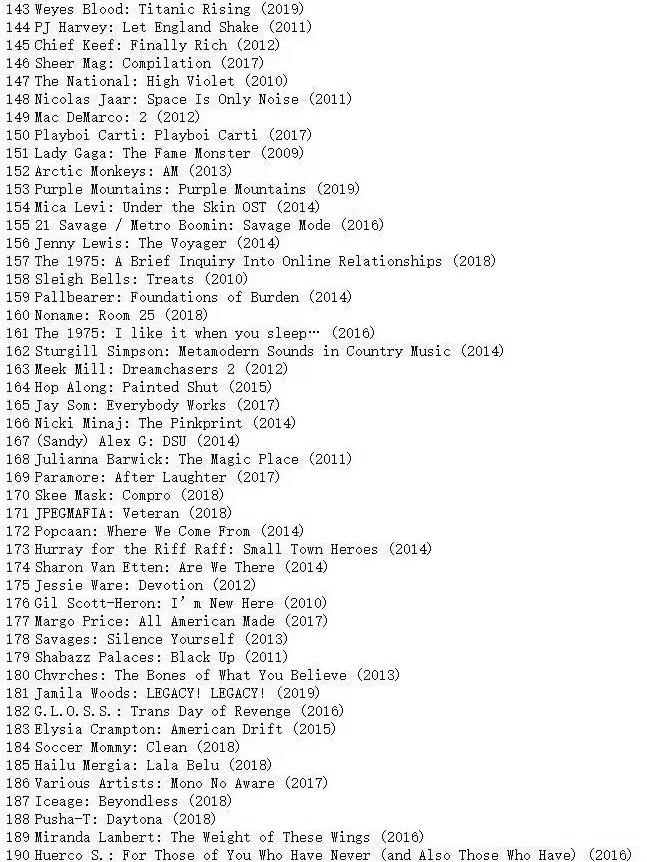 143 Weyes Blood: Titanic Rising (2019)
144 PJ Harvey: Let England Shake (2011)
145 Chief Keef: Finally Rich (2012)
146 Sheer Mag: Compilation (2017)
147 The National: High Violet (2010)
148 Nicolas Jaar: Space Is Only Noise (2011)
149 Mac DeMarco: 2 (2012)
150 Playboi Carti: Playboi Carti (2017)
151 Lady Gaga: The Fame Monster (2009)
152 Arctic Monkeys: AM (2013)
153 Purple Mountains: Purple Mountains (2019)
154 Mica Levi: Under the Skin OST (2014)
155 21 Savage / Metro Boomin: Savage Mode (2016)
156 Jenny Lewis: The Voyager (2014)
157 The 1975: A Brief Inquiry Into Online Relationships (2018)
158 Sleigh Bells: Treats (2010)
159 Pallbearer: Foundations of Burden (2014)
160 Noname: Room 25 (2018)
161 The 1975: I like it when you sleep… (2016)
162 Sturgill Simpson: Metamodern Sounds in Country Music (2014)
163 Meek Mill: Dreamchasers 2 (2012)
164 Hop Along: Painted Shut (2015)
165 Jay Som: Everybody Works (2017)
166 Nicki Minaj: The Pinkprint (2014)
167 (Sandy) Alex G: DSU (2014)
168 Julianna Barwick: The Magic Place (2011)
169 Paramore: After Laughter (2017)
170 Skee Mask: Compro (2018)
171 JPEGMAFIA: Veteran (2018)
172 Popcaan: Where We Come From (2014)
173 Hurray for the Riff Raff: Small Town Heroes (2014)
174 Sharon Van Etten: Are We There (2014)
175 Jessie Ware: Devotion (2012)
176 Gil Scott-Heron: I’m New Here (2010)
177 Margo Price: All American Made (2017)
178 Savages: Silence Yourself (2013)
179 Shabazz Palaces: Black Up (2011)
180 Chvrches: The Bones of What You Believe (2013)
181 Jamila Woods: LEGACY! LEGACY! (2019)
182 G.L.O.S.S.: Trans Day of Revenge (2016)
183 Elysia Crampton: American Drift (2015)
184 Soccer Mommy: Clean (2018)
185 Hailu Mergia: Lala Belu (2018)
186 Various Artists: Mono No Aware (2017)
187 Iceage: Beyondless (2018)
188 Pusha-T: Daytona (2018)
189 Miranda Lambert: The Weight of These Wings (2016)
190 Huerco S.: For Those of You Who Have Never (and Also Those Who Have) (2016)